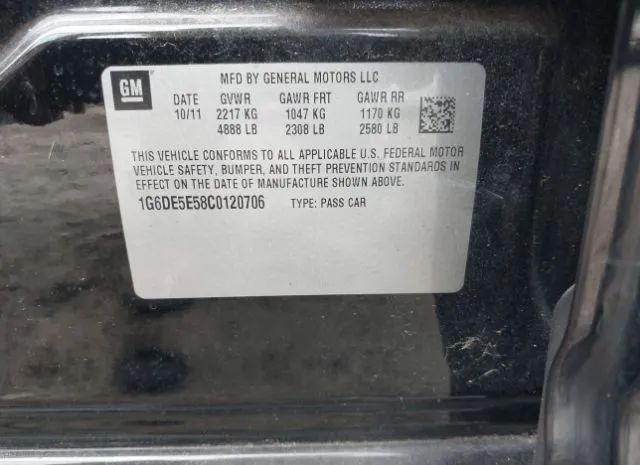 GM
MFD BY GENERAL MOTORS LLC
DATE GVWR GAWR FRT GAWR RR
10/11 2217 KG 1047 KG 1170 KG
4888 LB 2308 LB 2580 LB
THIS VEHICLE CONFORMS TO ALL APPLICABLE U.S. FEDERAL MOTOR
VEHICLE SAFETY, BUMPER, AND THEFT PREVENTION STANDARDS IN
EFFECT ON THE DATE OF MANUFACTURE SHOWN ABOVE.
1G6DE5E58C0120706 TYPE: PASS CAR